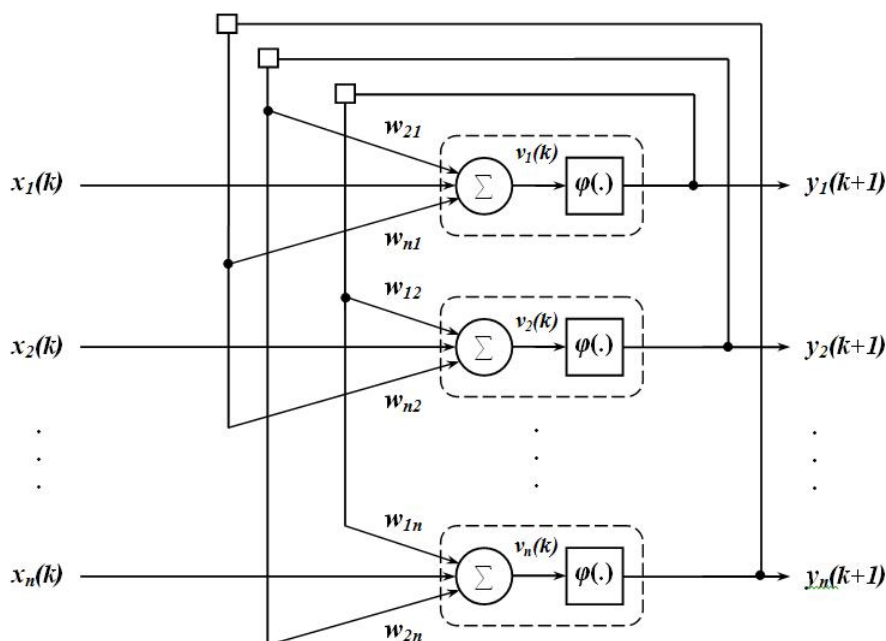 w₂₁
x₁(k) v₁(k) Σ φ(.) y₁(k+1)
wₙ₁
w₁₂
x₂(k) v₂(k) Σ φ(.) y₂(k+1)
wₙ₂
w₁ₙ
xₙ(k) vₙ(k) Σ φ(.) yₙ(k+1)
w₂ₙ